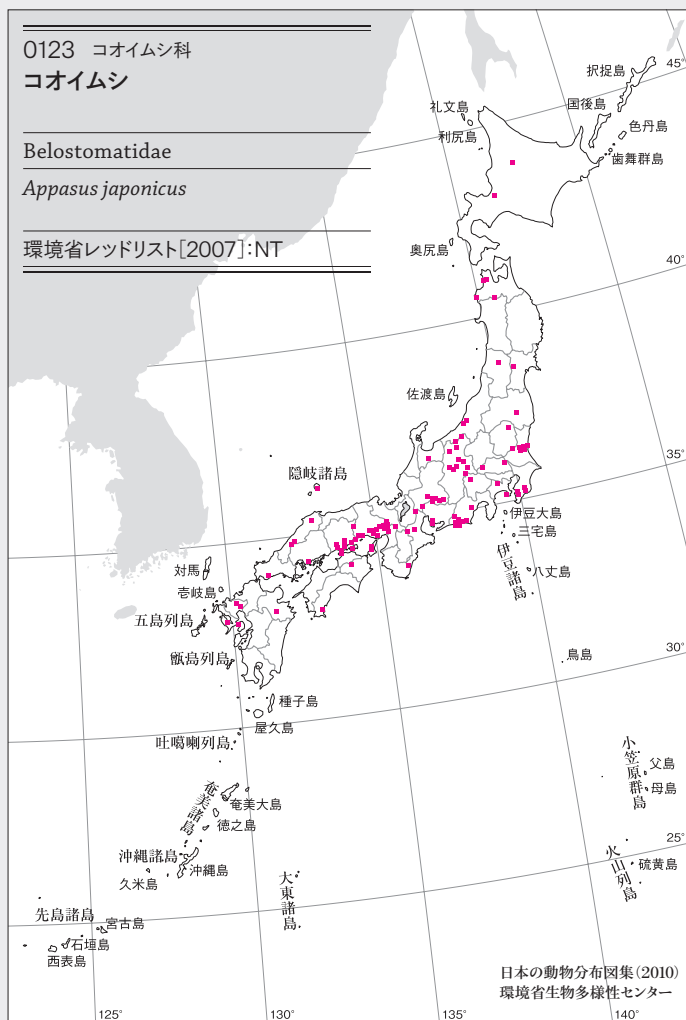 0123 コオイムシ科
コオイムシ
Belostomatidae
Appasus japonicus
環境省レッドリスト[2007]:NT
択捉島
45°
国後島
礼文島
色丹島
利尻島
歯舞群島
奥尻島
40°
佐渡島
35°
隠岐諸島
伊豆大島
三宅島
伊豆諸島
八丈島
対馬
壱岐島
五島列島
甑島列島
鳥島
30°
種子島
屋久島
吐噶喇列島
小笠原群島
父島
母島
奄美諸島
奄美大島
徳之島
25°
沖縄諸島
沖縄島
久米島
大東諸島
火山列島
硫黄島
先島諸島
宮古島
石垣島
西表島
日本の動物分布図集(2010)
環境省生物多様性センター
125°
130°
135°
140°